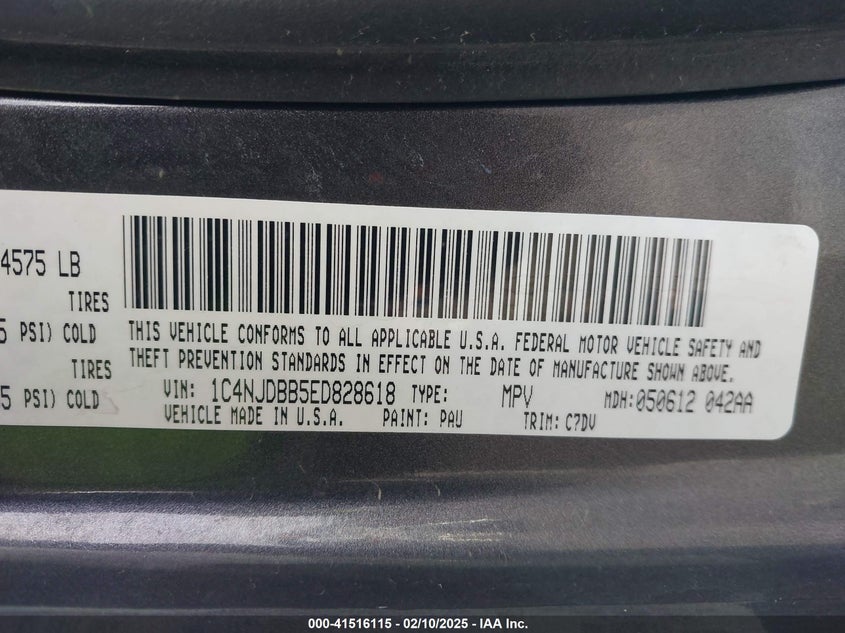 4575 LB
TIRES
5 PSI) COLD
TIRES
5 PSI) COLD
THIS VEHICLE CONFORMS TO ALL APPLICABLE U.S.A. FEDERAL MOTOR VEHICLE SAFETY AND
THEFT PREVENTION STANDARDS IN EFFECT ON THE DATE OF MANUFACTURE SHOWN ABOVE.
VIN: 1C4NJDBB5ED828618 TYPE: MPV MDH:050612 042AA
VEHICLE MADE IN U.S.A. PAINT: PAU TRIM: C7DV
000-41516115 — 02/10/2025 — IAA Inc.